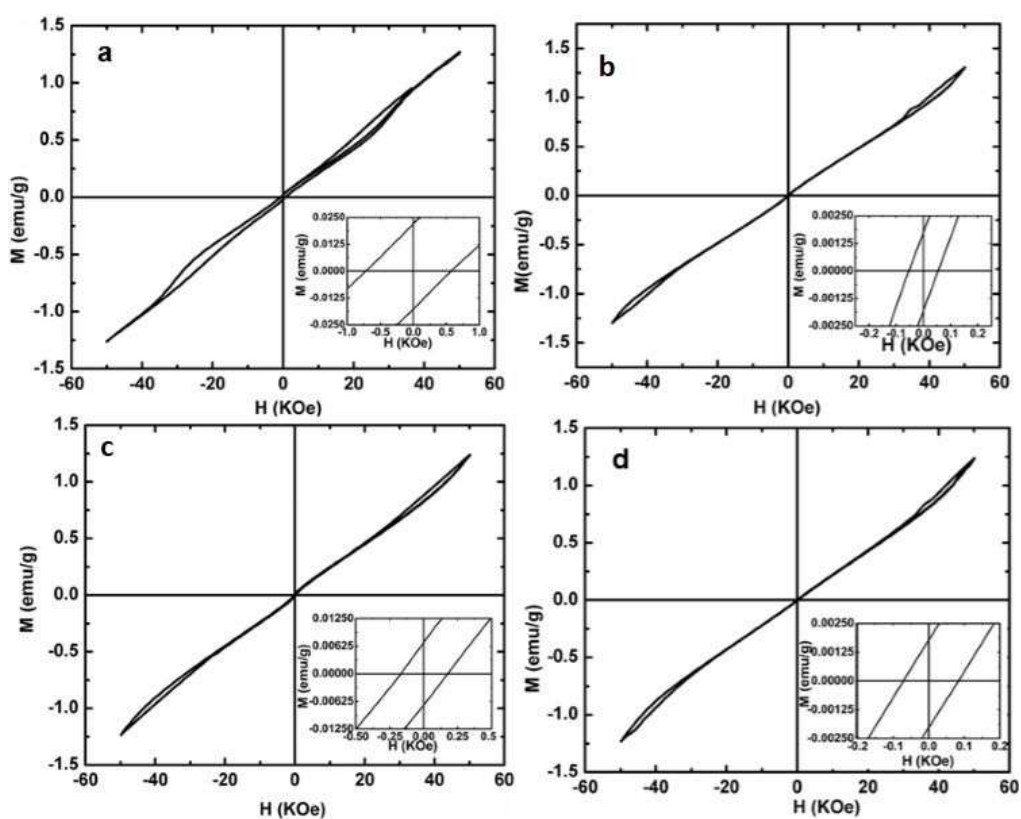 a
1.5
1.0
0.5
0.0
-0.5
-1.0
-1.5
M (emu/g)
-60 -40 -20 0 20 40 60
H (KOe)
0.0250
0.0125
0.0000
-0.0125
-0.0250
M (emu/g)
-1.0 -0.5 0.0 0.5 1.0
H (KOe)
b
1.5
1.0
0.5
0.0
-0.5
-1.0
-1.5
M(emu/g)
-60 -40 -20 0 20 40 60
H (KOe)
0.00250
0.00125
0.00000
-0.00125
-0.00250
M (emu/g)
-0.2 -0.1 0.0 0.1 0.2
H (KOe)
c
1.5
1.0
0.5
0.0
-0.5
-1.0
-1.5
M (emu/g)
-60 -40 -20 0 20 40 60
H (KOe)
0.01250
0.00625
0.00000
-0.00625
-0.01250
M (emu/g)
-0.50 -0.25 0.00 0.25 0.5
H (KOe)
d
1.5
1.0
0.5
0.0
-0.5
-1.0
-1.5
M (emu/g)
-60 -40 -20 0 20 40 60
H (KOe)
0.00250
0.00125
0.00000
-0.00125
-0.00250
M (emu/g)
-0.2 -0.1 0.0 0.1 0.2
H (KOe)